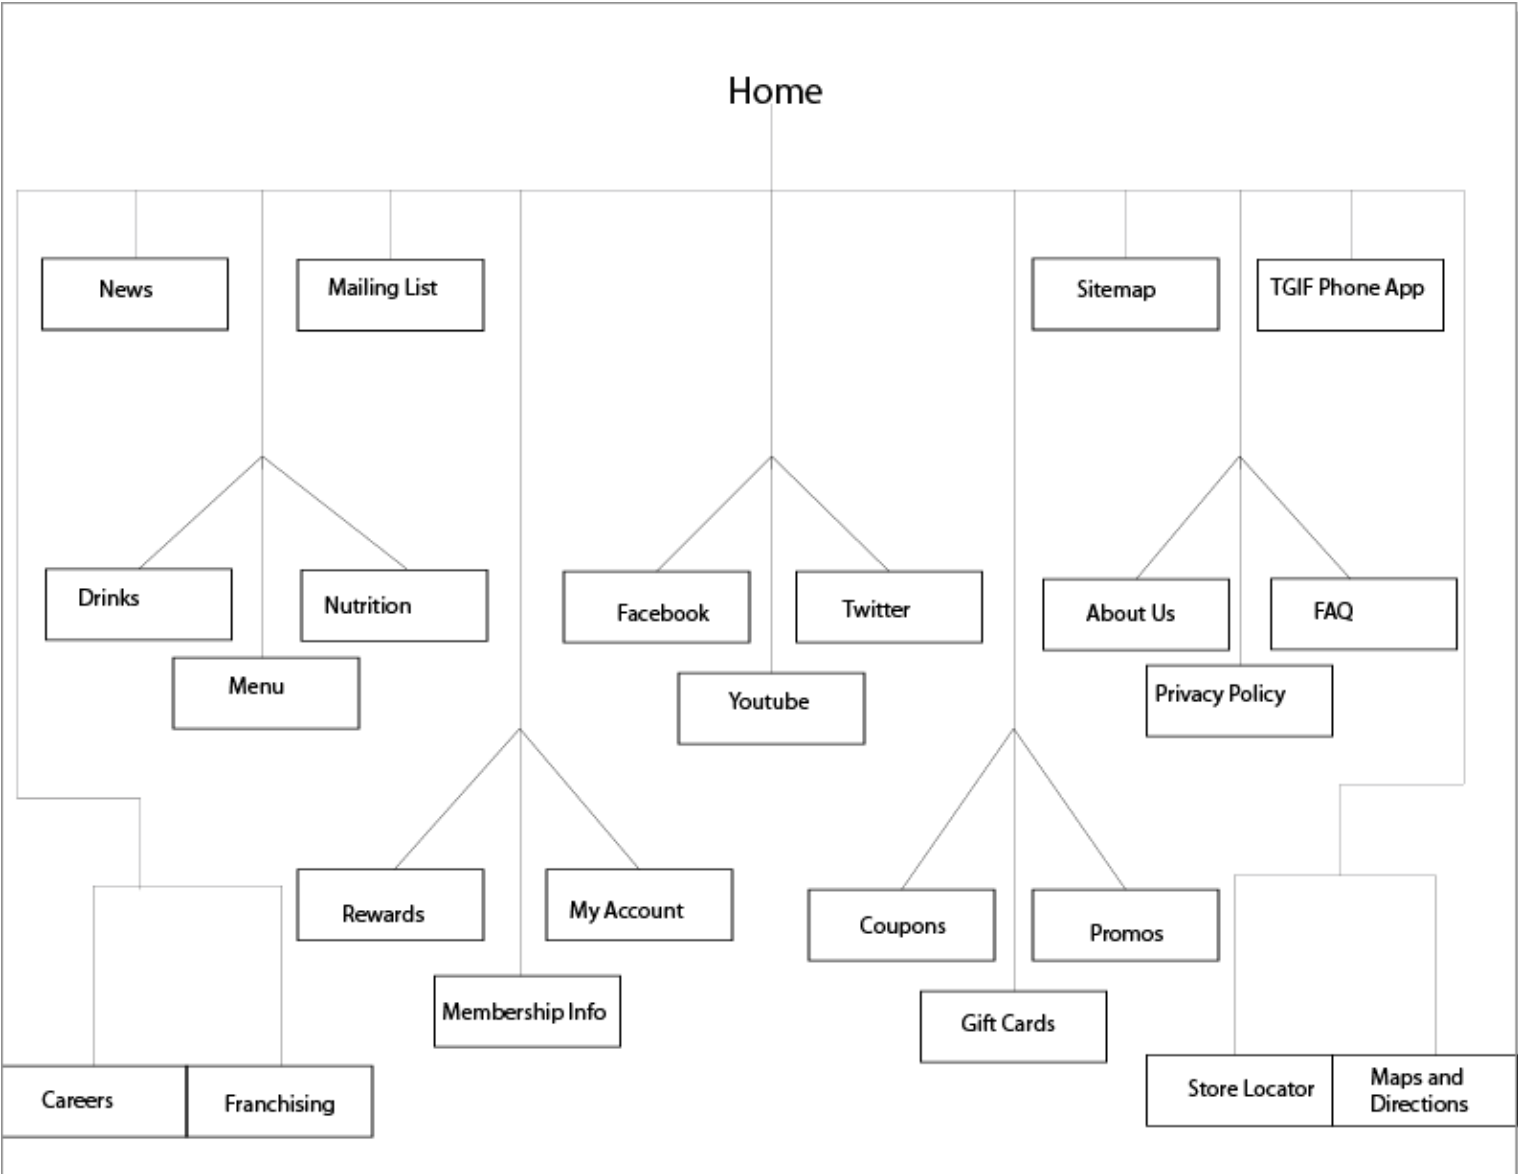 Home
News
Mailing List
Sitemap
TGIF Phone App
Drinks
Nutrition
Menu
Facebook
Twitter
Youtube
About Us
FAQ
Privacy Policy
Rewards
My Account
Membership Info
Coupons
Promos
Gift Cards
Careers
Franchising
Store Locator
Maps and
Directions